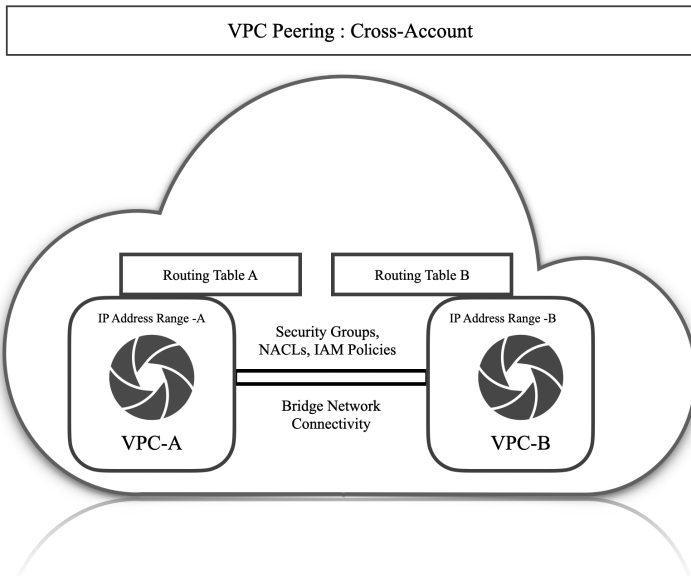 VPC Peering : Cross-Account
Routing Table A
Routing Table B
IP Address Range -A
IP Address Range -B
Security Groups,
NACLs, IAM Policies
Bridge Network
Connectivity
VPC-A
VPC-B